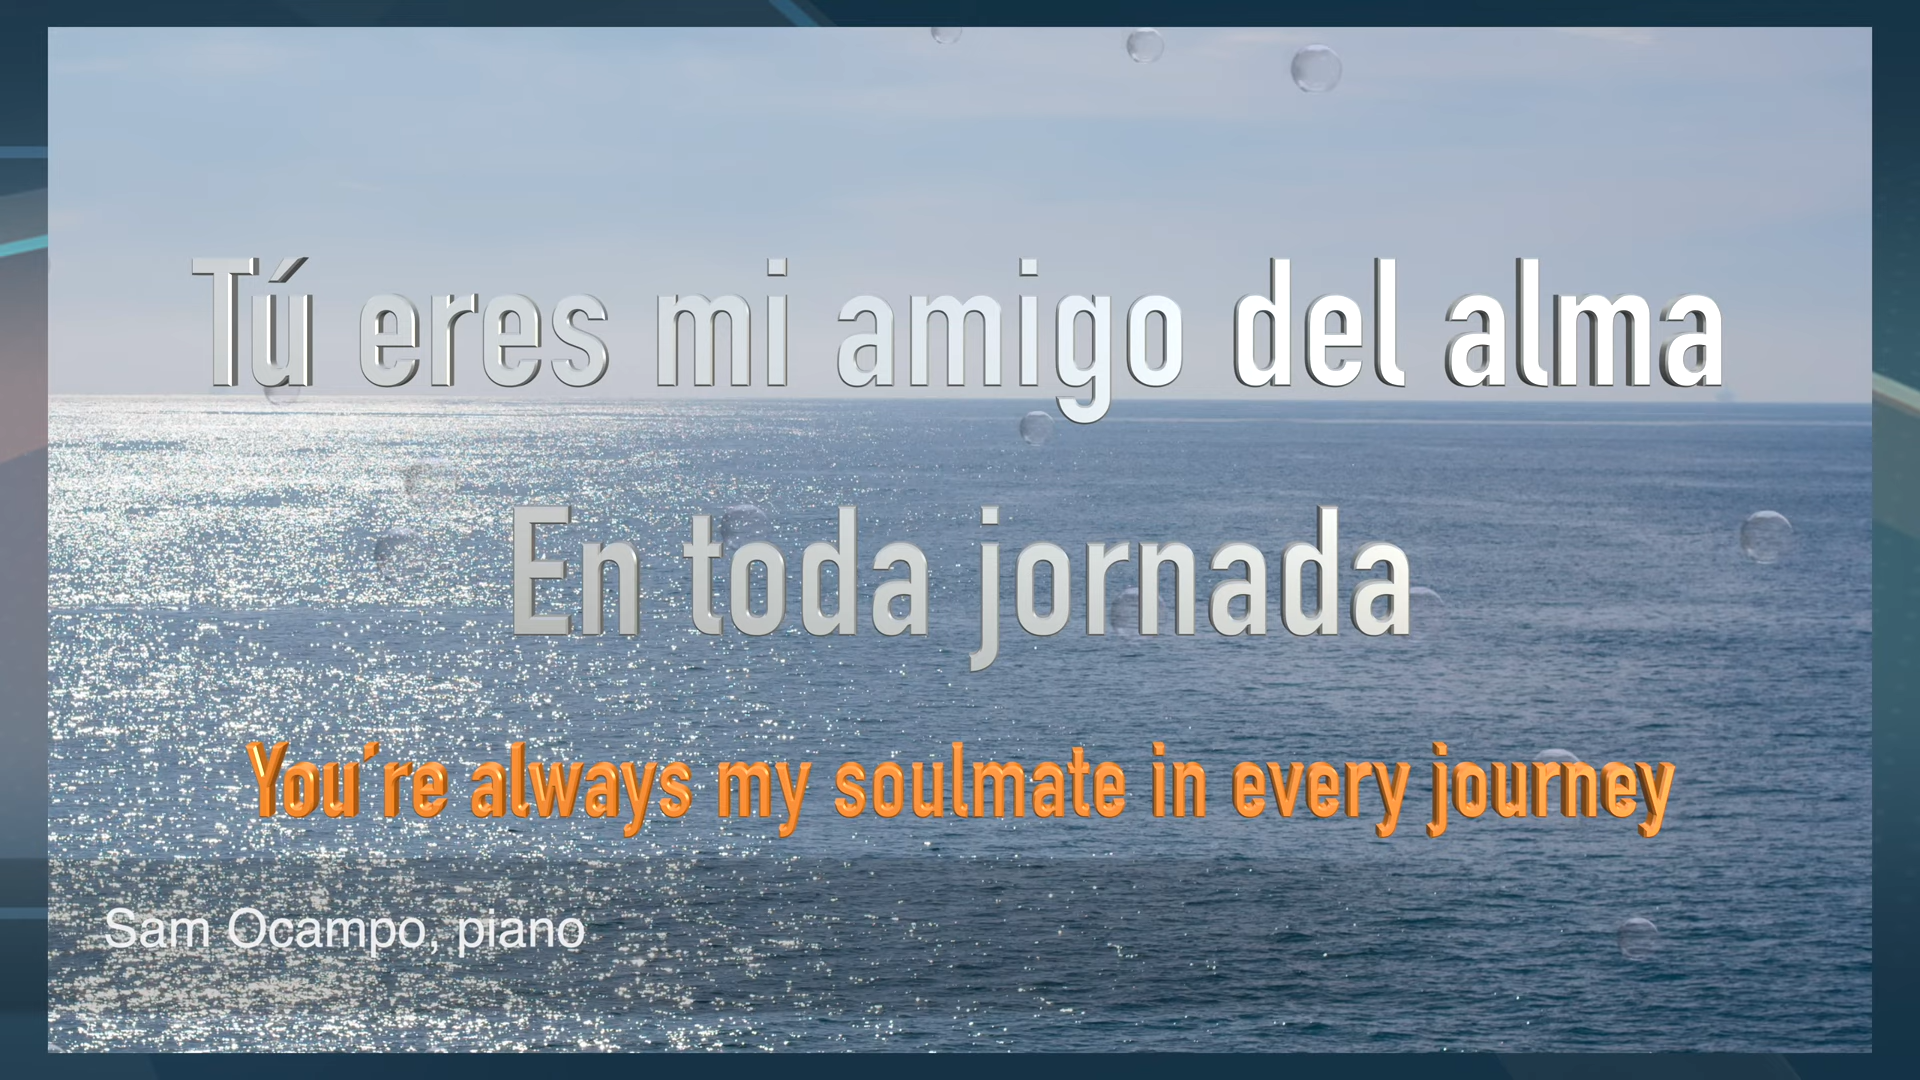 Tú eres mi amigo del alma
En toda jornada
You're always my soulmate in every journey
Sam Ocampo, piano